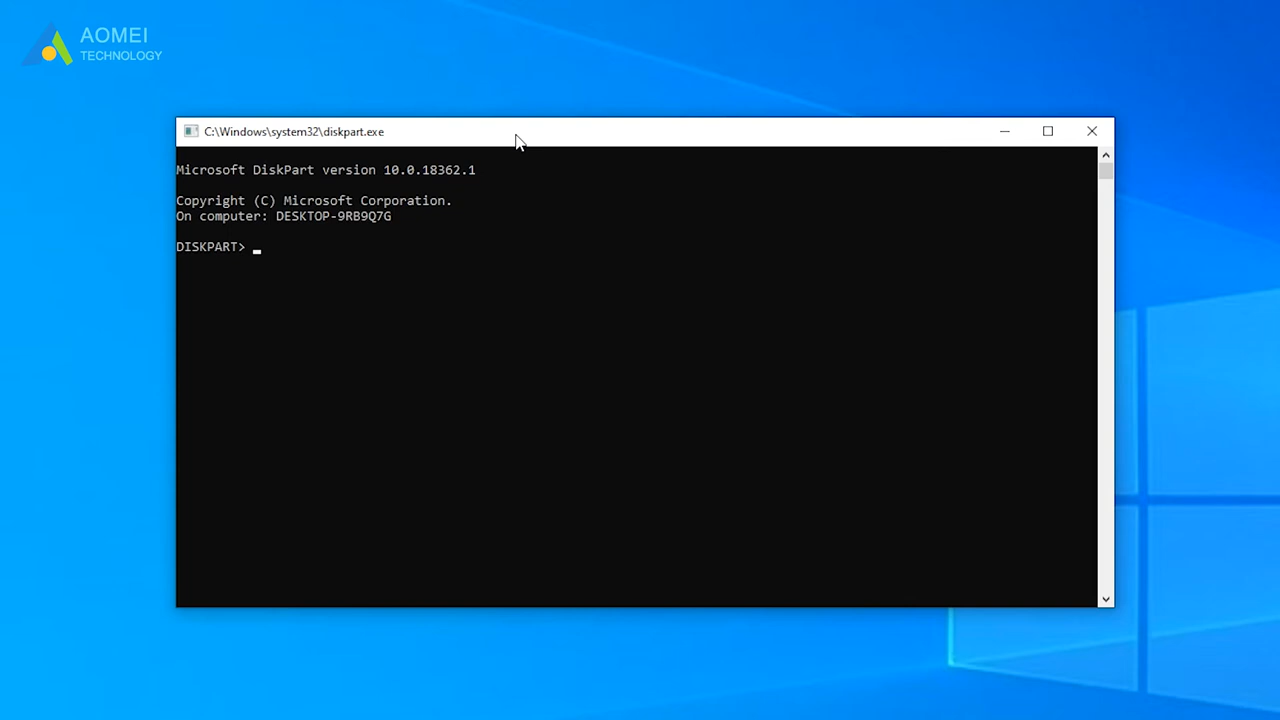 AOMEI
TECHNOLOGY
C:\Windows\system32\diskpart.exe
Microsoft DiskPart version 10.0.18362.1
Copyright (C) Microsoft Corporation.
On computer: DESKTOP-9RB9Q7G
DISKPART>